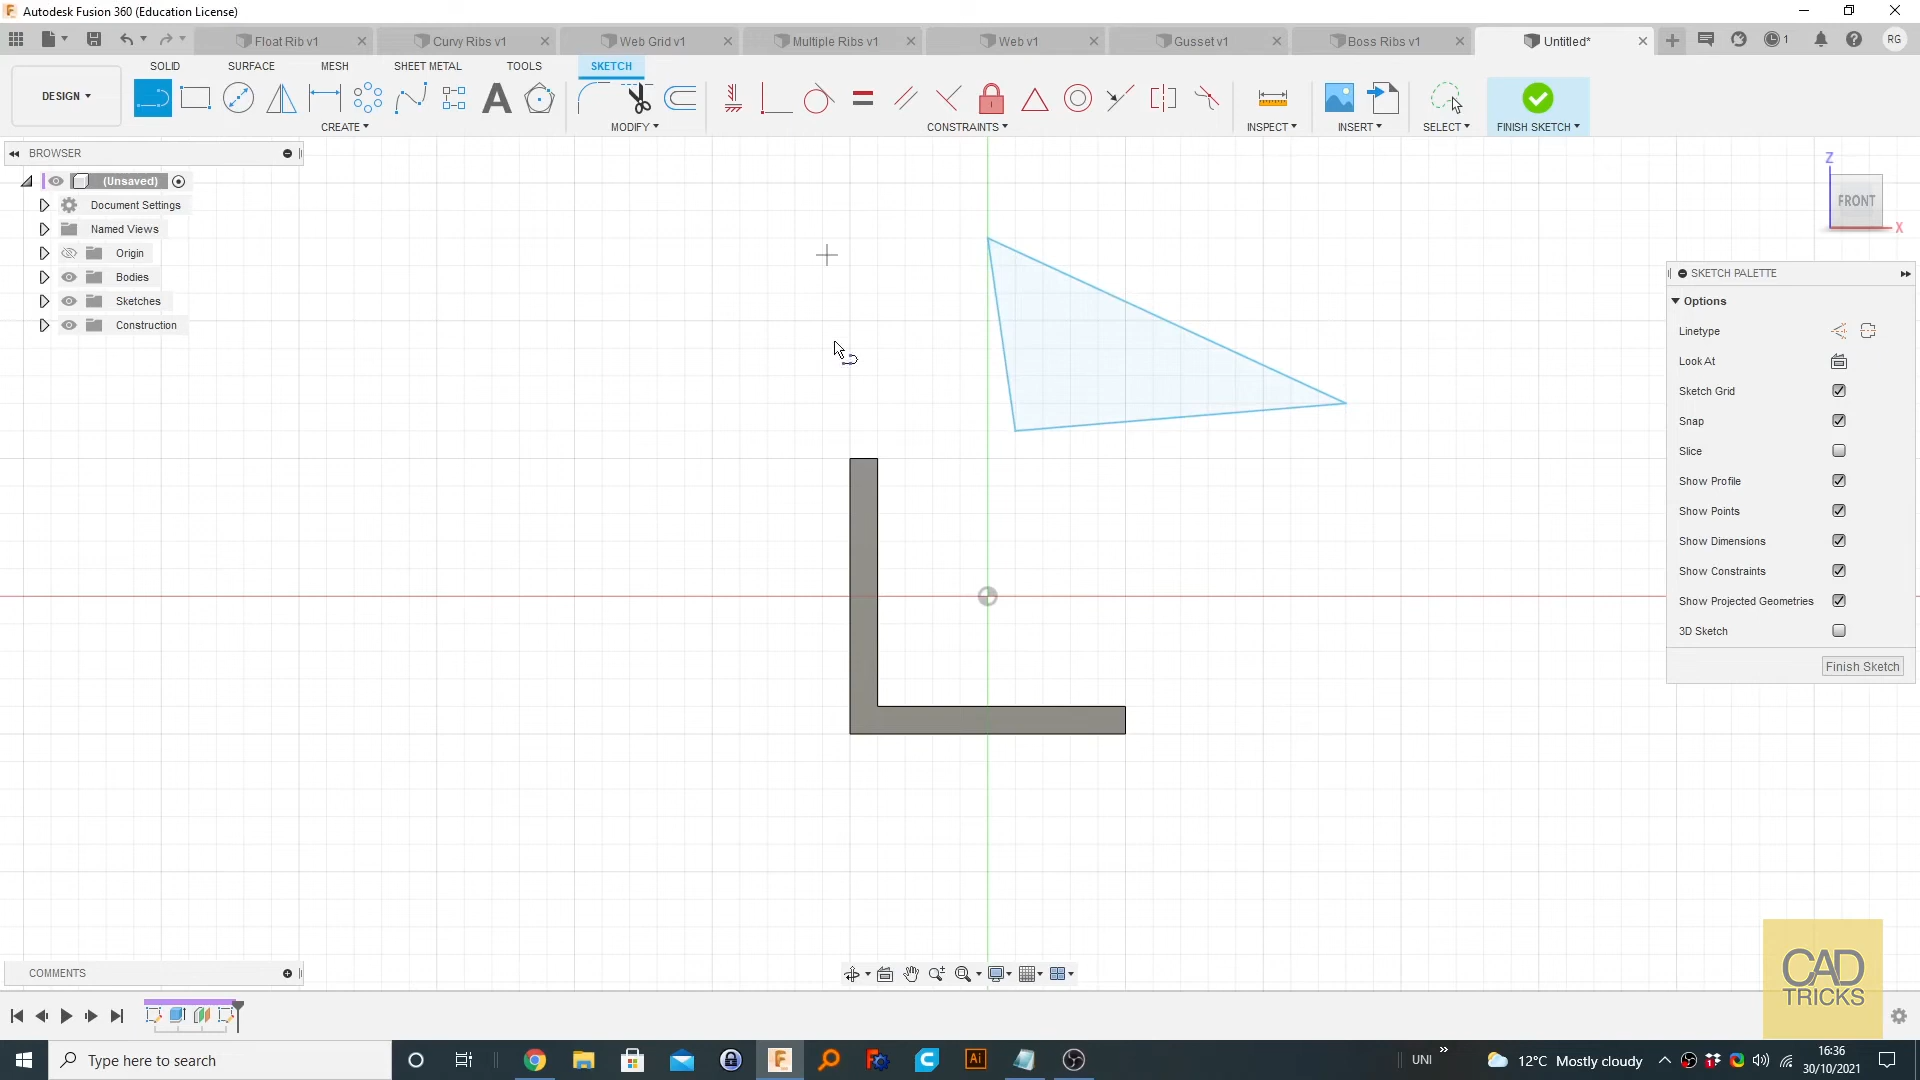 Autodesk Fusion 360 (Education License)
Float Rib v1
Curvy Ribs v1
Web Grid v1
Multiple Ribs v1
Web v1
Gusset v1
Boss Ribs v1
Untitled*
1
RG
DESIGN
SOLID
SURFACE
MESH
SHEET METAL
TOOLS
SKETCH
CREATE
MODIFY
CONSTRAINTS
INSPECT
INSERT
SELECT
FINISH SKETCH
BROWSER
(Unsaved)
Document Settings
Named Views
Origin
Bodies
Sketches
Construction
Z
FRONT
X
SKETCH PALETTE
Options
Linetype
Look At
Sketch Grid
Snap
Slice
Show Profile
Show Points
Show Dimensions
Show Constraints
Show Projected Geometries
3D Sketch
Finish Sketch
COMMENTS
CAD
TRICKS
Type here to search
Ai
UNI
12°C Mostly cloudy
16:36
30/10/2021